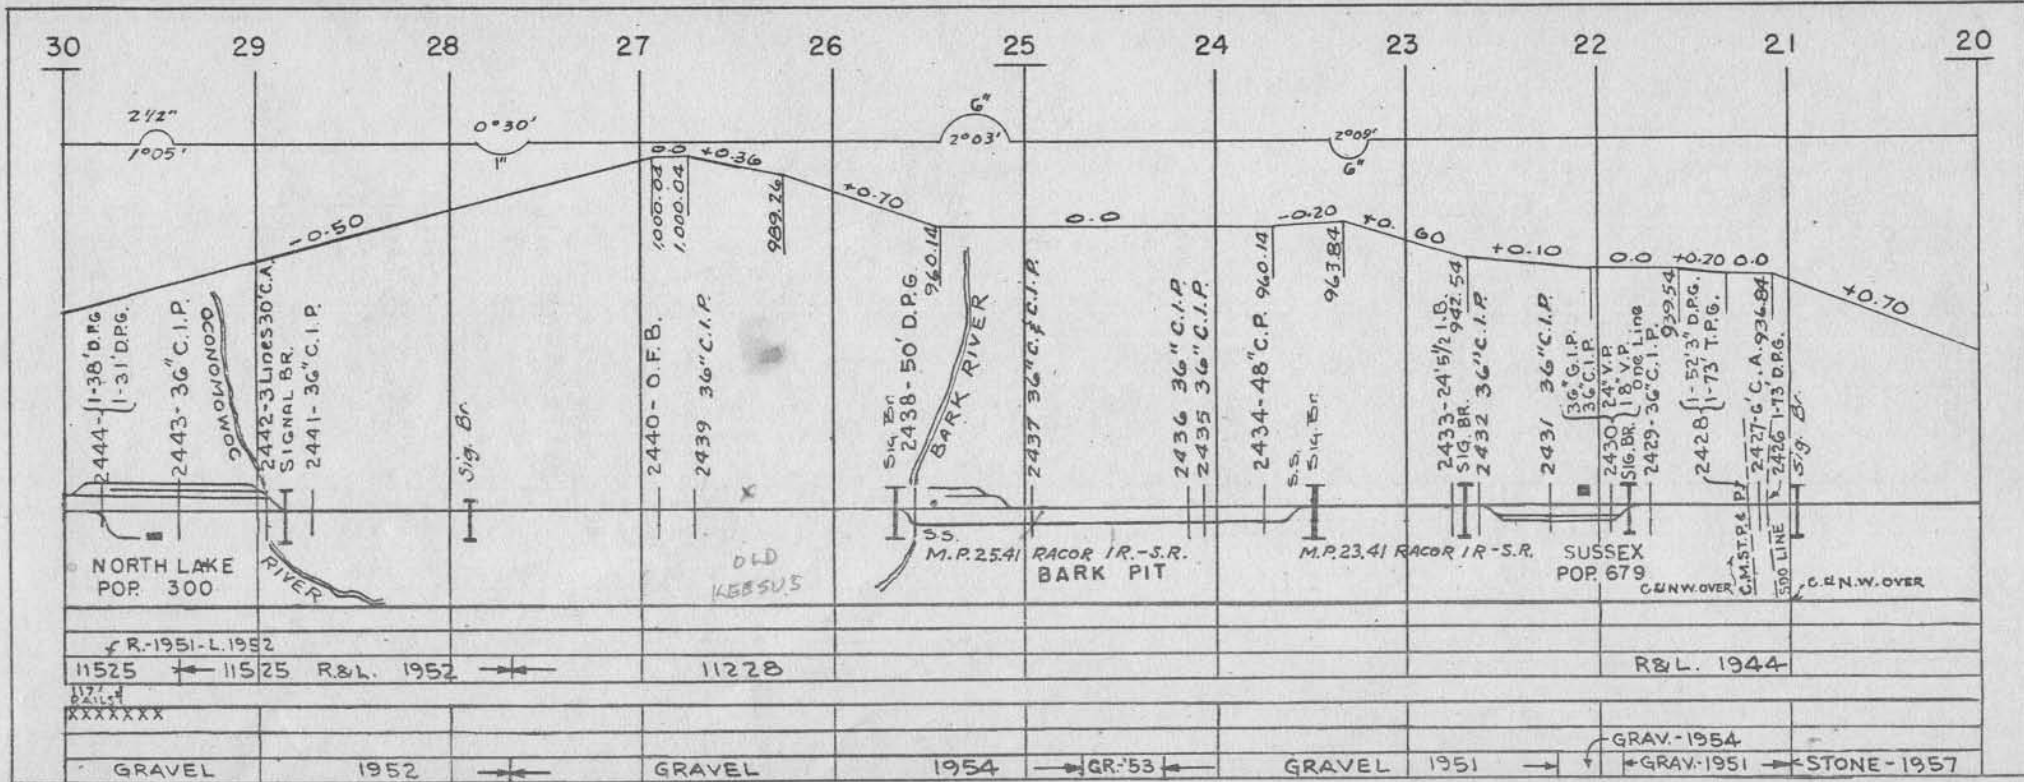 30 29 28 27 26 25 24 23 22 21 20
2½"
1°05'
0°30'
1"
6"
2°03'
2°09'
6"
-0.50
0.0
+0.36
+0.70
0.0
-0.20
+0.60
+0.10
0.0
+0.20
0.0
+0.70
1,000.04
1,000.04
989.26
960.14
960.14
963.84
942.54
939.54
936.84
2444-{1-38' D.P.G.
1-31' D.P.G.
2443-36" C.I.P.
OCONOMOWOC
RIVER
2442-3 Lines 30' C.A.
SIGNAL BR.
2441-36" C.I.P.
Sig. Br.
2440-O.F.B.
2439 36" C.I.P.
Sig Br.
2438-50' D.P.G.
BARK RIVER
2437 36" C.&C.I.P.
2436 36" C.I.P.
2435 36" C.I.P.
2434-48" C.P.
S.S.
Sig. Br.
2433-24'5½ I.B.
SIG. BR.
2432 36" C.I.P.
2431 36" C.I.P.
36" G.I.P.
36" C.I.P.
2430{24" V.P.
18" V.P.
one Line
SIG. BR.
2429-36" C.I.P.
2428{1-52'3" D.P.G.
1-73' T.P.G.
2427-6' C.A.
2426 1-73' D.P.G.
Sig. Br.
NORTH LAKE
POP. 300
x
OLD
KEESUS
S.S.
M.P. 25.41 RACOR 1R.-S.R.
BARK PIT
M.P. 23.41 RACOR 1R-S.R.
SUSSEX
POP. 679
C&N.W. OVER
C.M.ST.P.& P.
SOO LINE
C.&N.W. OVER
R.-1951-L.1952
11525 11525 R&L. 1952 11228 R&L. 1944
XXXXXXX
GRAV.-1954
GRAVEL 1952 GRAVEL 1954 GR.-'53 GRAVEL 1951 GRAV.-1951 STONE-1957